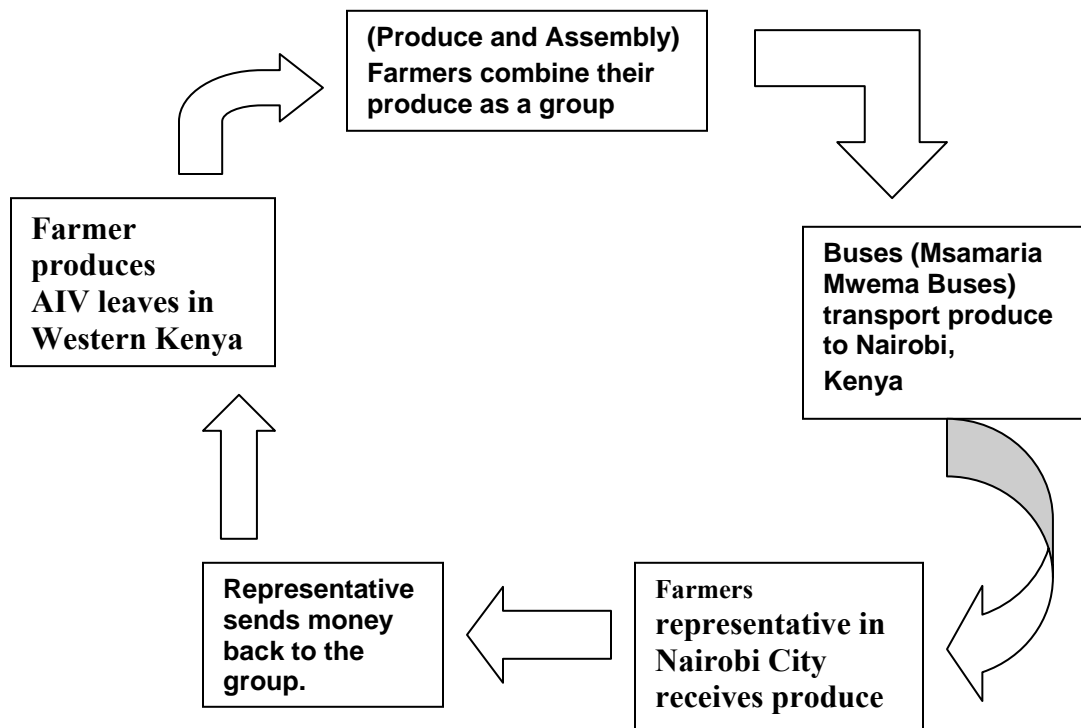 (Produce and Assembly)
Farmers combine their
produce as a group
Farmer
produces
AIV leaves in
Western Kenya
Buses (Msamaria
Mwema Buses)
transport produce
to Nairobi,
Kenya
Representative
sends money
back to the
group.
Farmers
representative in
Nairobi City
receives produce